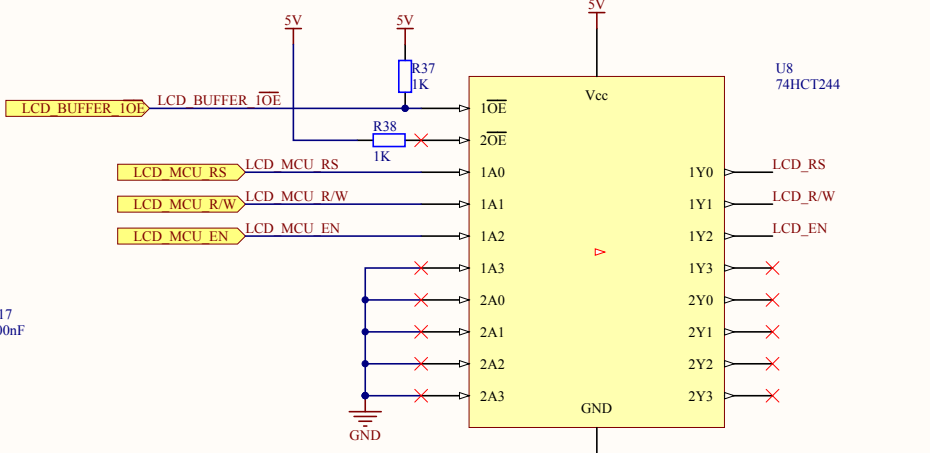 5V
5V
5V
R37
1K
U8
74HCT244
Vcc
LCD_BUFFER_1OE
LCD_BUFFER_1OE
1OE
R38
1K
2OE
LCD_MCU_RS
LCD_MCU_RS
1A0
1Y0
LCD_RS
LCD_MCU_R/W
LCD_MCU_R/W
1A1
1Y1
LCD_R/W
LCD_MCU_EN
LCD_MCU_EN
1A2
1Y2
LCD_EN
1A3
1Y3
2A0
2Y0
17
00nF
2A1
2Y1
2A2
2Y2
2A3
2Y3
GND
GND